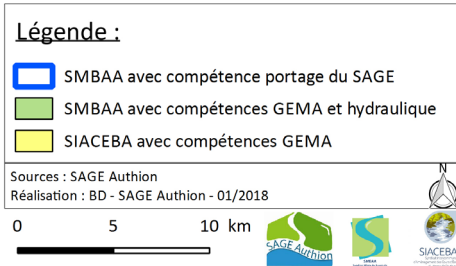 Légende :
SMBAA avec compétence portage du SAGE
SMBAA avec compétences GEMA et hydraulique
SIACEBA avec compétences GEMA
Sources : SAGE Authion
Réalisation : BD - SAGE Authion - 01/2018
N
0 5 10 km
SAGE Authion
SMBAA
SIACEBA